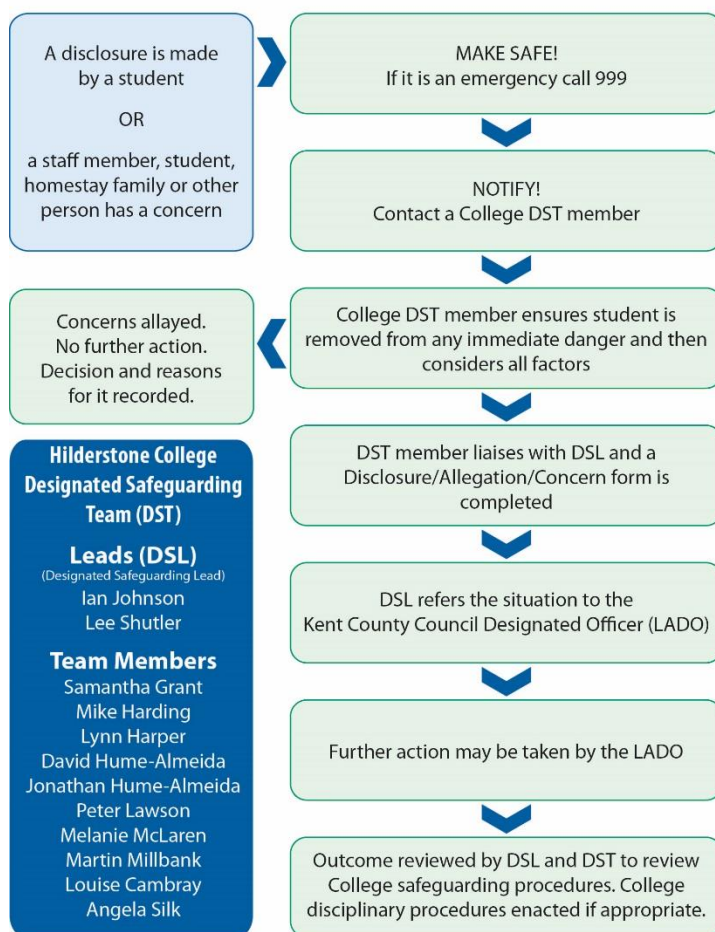 A disclosure is made
by a student
OR
a staff member, student,
homestay family or other
person has a concern
MAKE SAFE!
If it is an emergency call 999
NOTIFY!
Contact a College DST member
College DST member ensures student is
removed from any immediate danger and then
considers all factors
Concerns allayed.
No further action.
Decision and reasons
for it recorded.
DST member liaises with DSL and a
Disclosure/Allegation/Concern form is
completed
DSL refers the situation to the
Kent County Council Designated Officer (LADO)
Further action may be taken by the LADO
Outcome reviewed by DSL and DST to review
College safeguarding procedures. College
disciplinary procedures enacted if appropriate.
Hilderstone College
Designated Safeguarding
Team (DST)
Leads (DSL)
(Designated Safeguarding Lead)
Ian Johnson
Lee Shutler
Team Members
Samantha Grant
Mike Harding
Lynn Harper
David Hume-Almeida
Jonathan Hume-Almeida
Peter Lawson
Melanie McLaren
Martin Millbank
Louise Cambray
Angela Silk